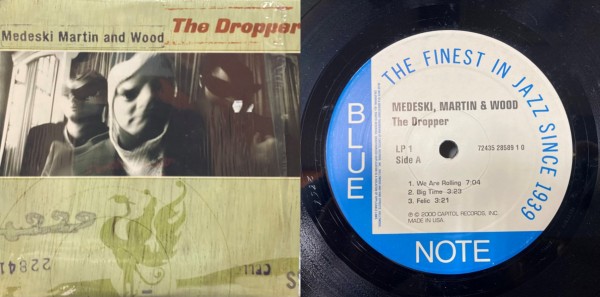 Medeski Martin and Wood
The Dropper
22841
CELL
S
THE FINEST IN JAZZ SINCE 1939
BLUE
NOTE
MEDESKI, MARTIN & WOOD
The Dropper
LP 1
72435 28589 1 0
Side A
1. We Are Rolling 7:04
2. Big Time 3:23
3. Felic 3:21
℗ © 2000 CAPITOL RECORDS, INC.
MADE IN USA.